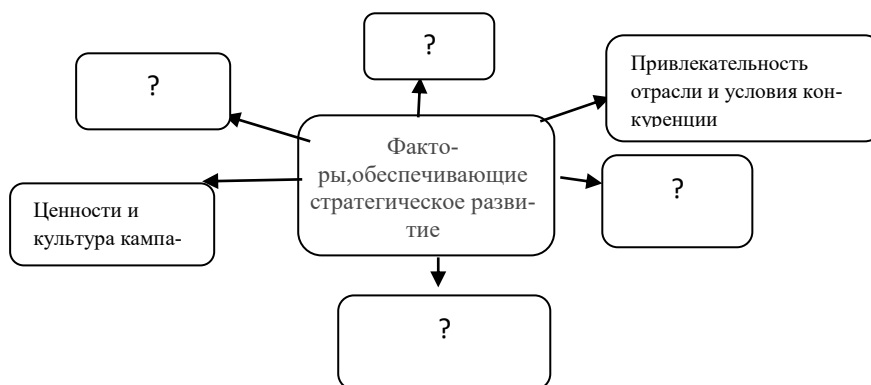 ?
?
Привлекательность
отрасли и условия кон-
куренции
Факто-
ры,обеспечивающие
стратегическое разви-
тие
?
Ценности и
культура кампа-
?